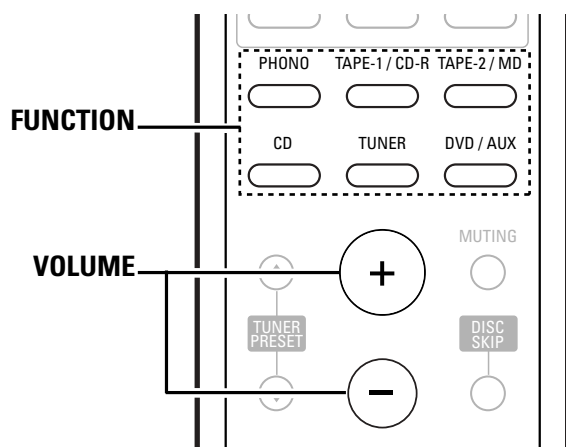 PHONO TAPE-1 / CD-R TAPE-2 / MD
FUNCTION
CD TUNER DVD / AUX
MUTING
VOLUME
+
TUNER
PRESET
DISC
SKIP
−